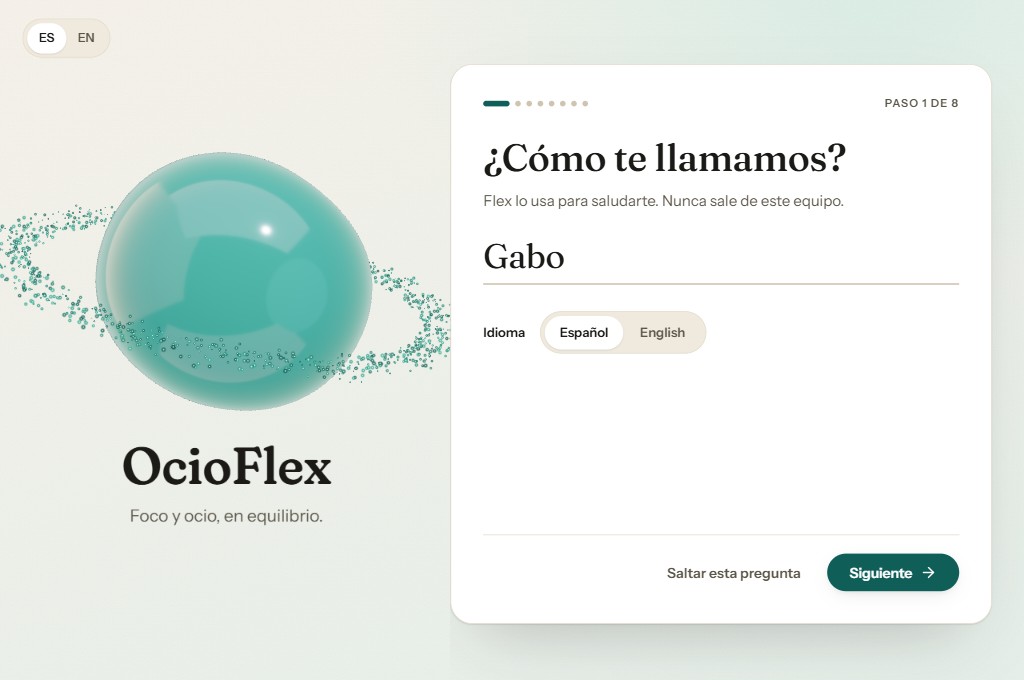 ES EN
PASO 1 DE 8
¿Cómo te llamamos?
Flex lo usa para saludarte. Nunca sale de este equipo.
Gabo
Idioma Español English
OcioFlex
Foco y ocio, en equilibrio.
Saltar esta pregunta Siguiente →